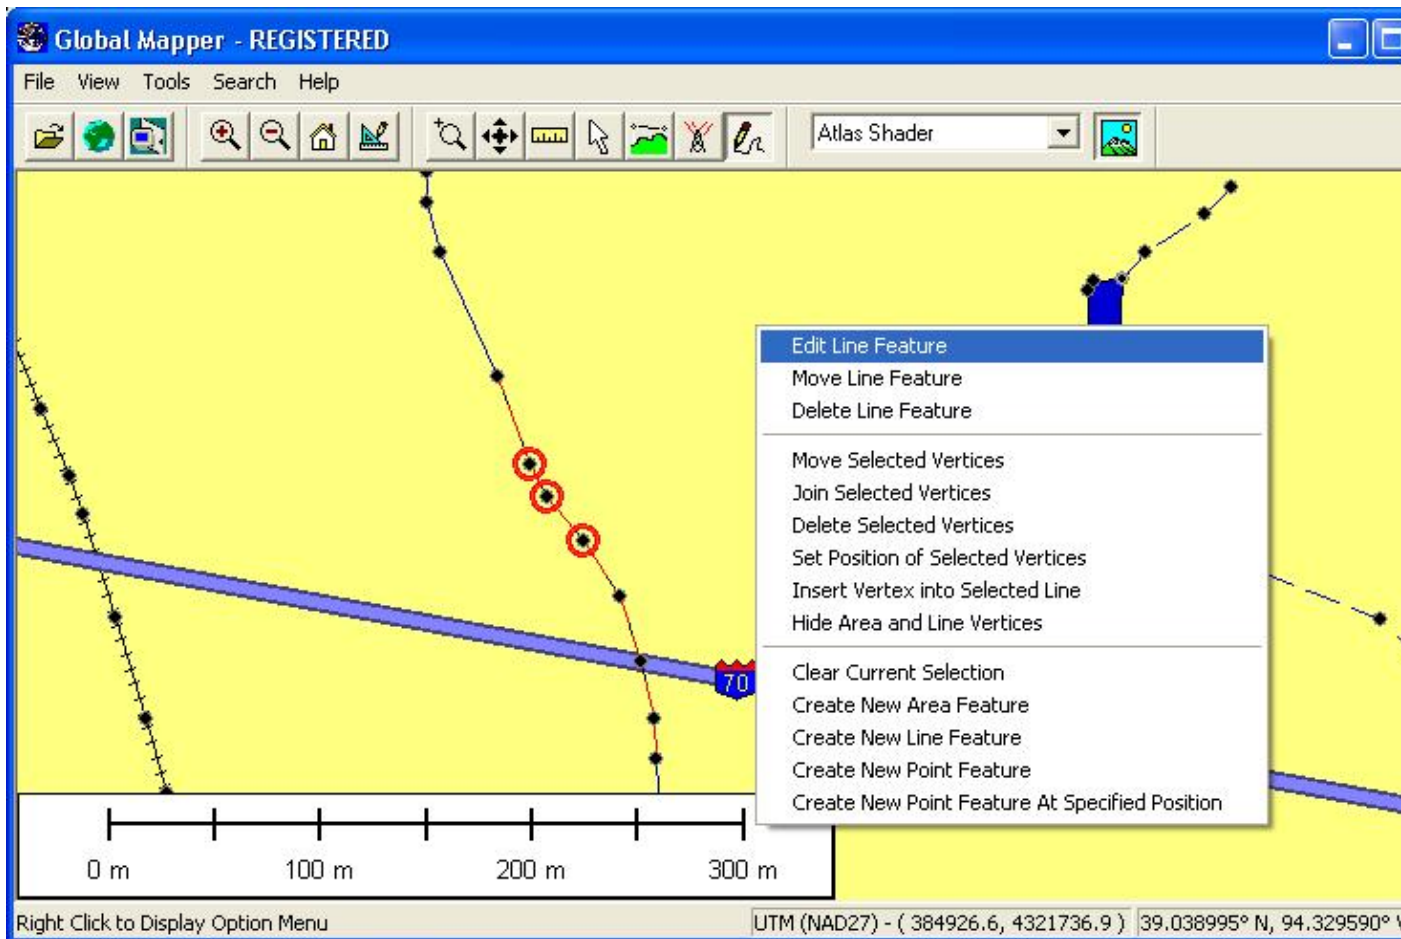 Global Mapper - REGISTERED
File View Tools Search Help
Atlas Shader
Edit Line Feature
Move Line Feature
Delete Line Feature
Move Selected Vertices
Join Selected Vertices
Delete Selected Vertices
Set Position of Selected Vertices
Insert Vertex into Selected Line
Hide Area and Line Vertices
Clear Current Selection
Create New Area Feature
Create New Line Feature
Create New Point Feature
Create New Point Feature At Specified Position
70
0 m 100 m 200 m 300 m
Right Click to Display Option Menu UTM (NAD27) - ( 384926.6, 4321736.9 ) 39.038995° N, 94.329590°